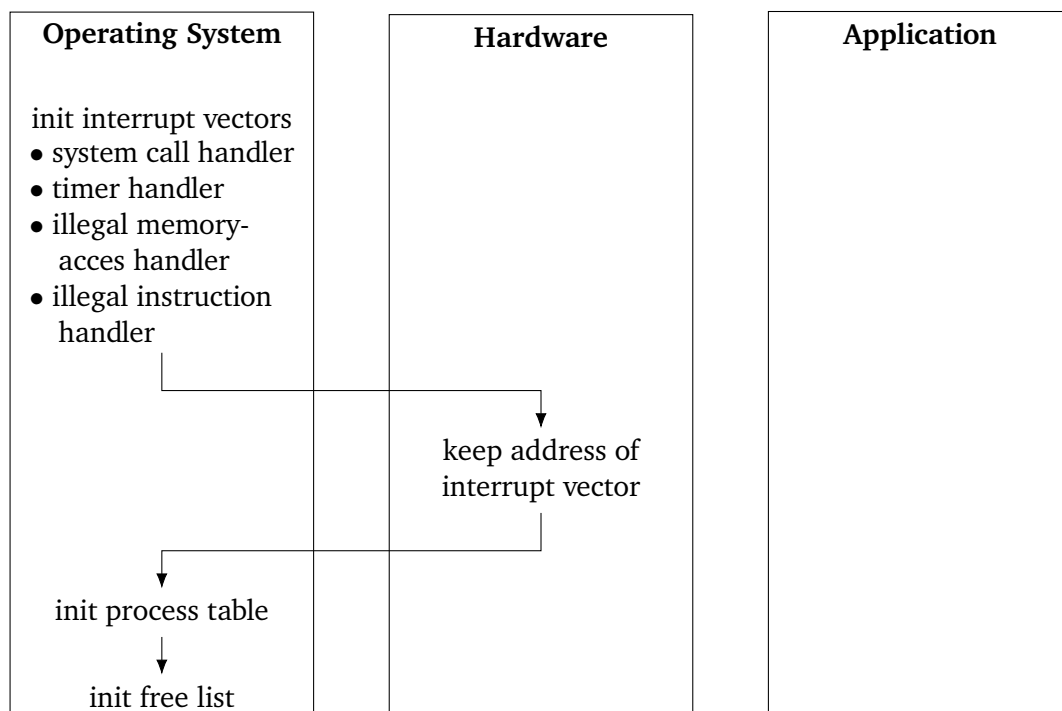 Operating System
Hardware
Application
init interrupt vectors
• system call handler
• timer handler
• illegal memory-
acces handler
• illegal instruction
handler
keep address of
interrupt vector
init process table
init free list